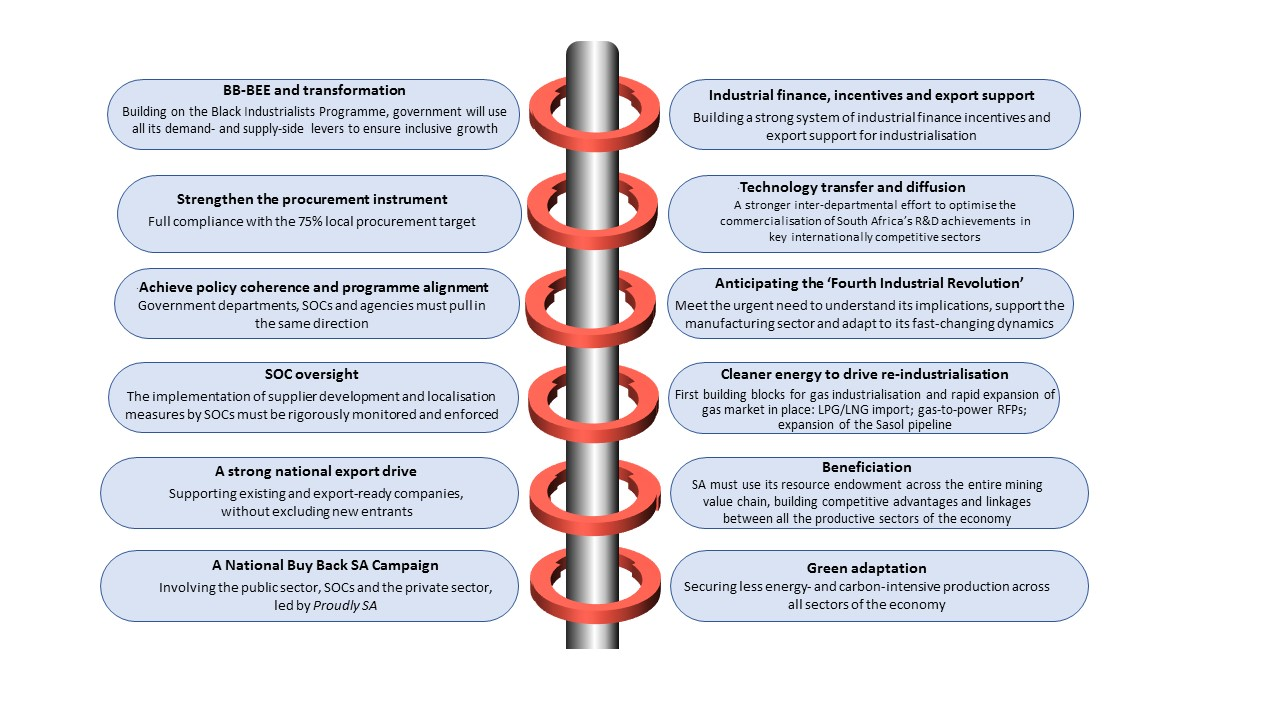 BB-BEE and transformation
Building on the Black Industrialists Programme, government will use
all its demand- and supply-side levers to ensure inclusive growth
Industrial finance, incentives and export support
Building a strong system of industrial finance incentives and
export support for industrialisation
Strengthen the procurement instrument
Full compliance with the 75% local procurement target
Technology transfer and diffusion
A stronger inter-departmental effort to optimise the
commercialisation of South Africa's R&D achievements in
key internationally competitive sectors
Achieve policy coherence and programme alignment
Government departments, SOCs and agencies must pull in
the same direction
Anticipating the ‘Fourth Industrial Revolution’
Meet the urgent need to understand its implications, support the
manufacturing sector and adapt to its fast-changing dynamics
SOC oversight
The implementation of supplier development and localisation
measures by SOCs must be rigorously monitored and enforced
Cleaner energy to drive re-industrialisation
First building blocks for gas industrialisation and rapid expansion of
gas market in place: LPG/LNG import; gas-to-power RFPs;
expansion of the Sasol pipeline
A strong national export drive
Supporting existing and export-ready companies,
without excluding new entrants
Beneficiation
SA must use its resource endowment across the entire mining
value chain, building competitive advantages and linkages
between all the productive sectors of the economy
A National Buy Back SA Campaign
Involving the public sector, SOCs and the private sector,
led by Proudly SA
Green adaptation
Securing less energy- and carbon-intensive production across
all sectors of the economy